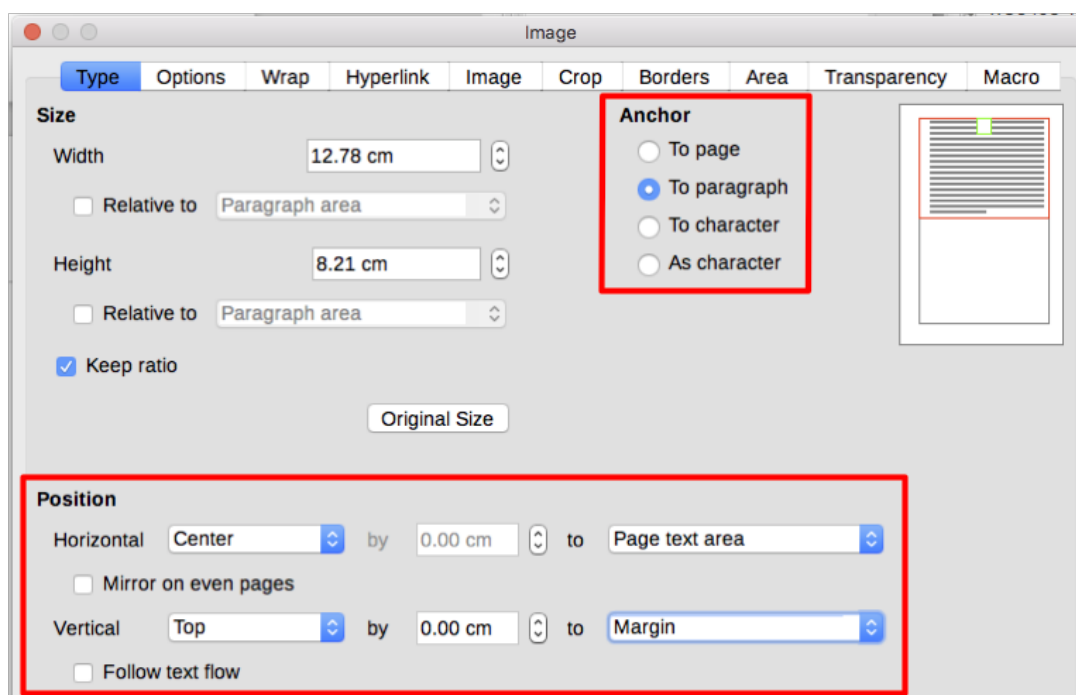 Image
Type Options Wrap Hyperlink Image Crop Borders Area Transparency Macro
Size
Width 12.78 cm
Relative to Paragraph area
Height 8.21 cm
Relative to Paragraph area
Keep ratio
Original Size
Anchor
To page
To paragraph
To character
As character
Position
Horizontal Center by 0.00 cm to Page text area
Mirror on even pages
Vertical Top by 0.00 cm to Margin
Follow text flow